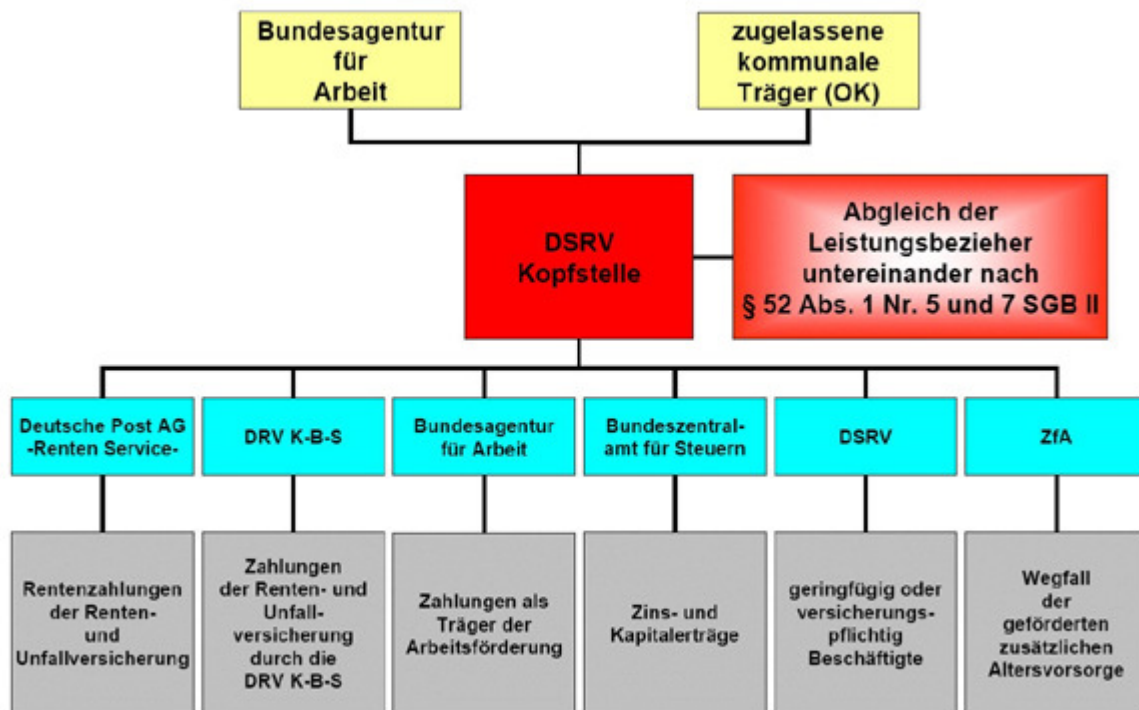 Bundesagentur
für
Arbeit
zugelassene
kommunale
Träger (OK)
DSRV
Kopfstelle
Abgleich der
Leistungsbezieher
untereinander nach
§ 52 Abs. 1 Nr. 5 und 7 SGB II
Deutsche Post AG
-Renten Service-
DRV K-B-S
Bundesagentur
für Arbeit
Bundeszentral-
amt für Steuern
DSRV
ZfA
Rentenzahlungen
der Renten-
und
Unfallversicherung
Zahlungen
der Renten- und
Unfall-
versicherung
durch die
DRV K-B-S
Zahlungen als
Träger der
Arbeitsförderung
Zins- und
Kapitalerträge
geringfügig oder
versicherungs-
pflichtig
Beschäftigte
Wegfall
der
geförderten
zusätzlichen
Altersvorsorge